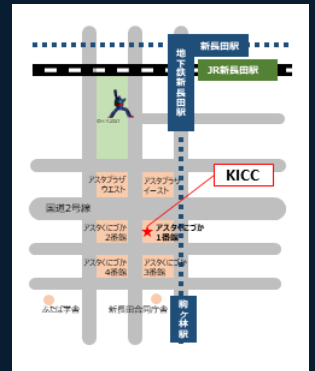 新長田駅
JR新長田駅
地下鉄新長田駅
アスタプラザ
ウエスト
アスタプラザ
イースト
KICC
国道2号線
アスタくにづか
2番館
アスタくにづか
1番館
アスタくにづか
4番館
アスタくにづか
3番館
ふたば学舎
新長田合同庁舎
駒ヶ林駅